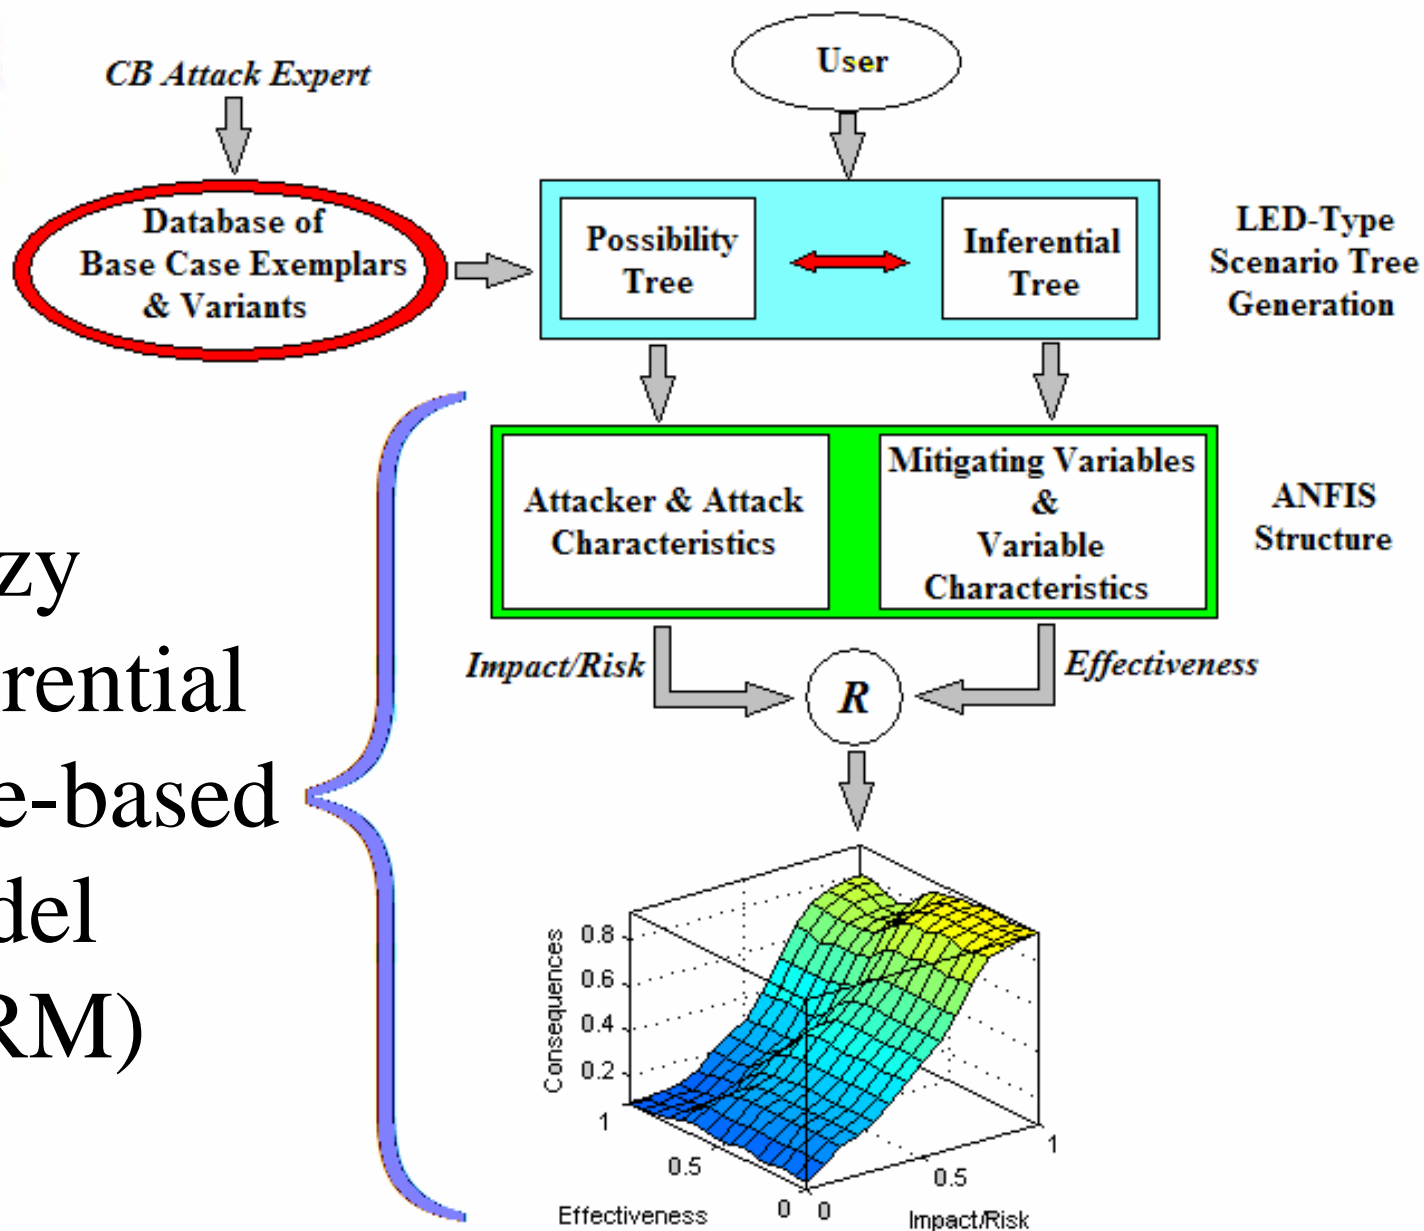 CB Attack Expert
User
Database of
Base Case Exemplars
& Variants
Possibility
Tree
Inferential
Tree
LED-Type
Scenario Tree
Generation
Attacker & Attack
Characteristics
Mitigating Variables
&
Variable
Characteristics
ANFIS
Structure
zy
rential
e-based
del
RM)
Impact/Risk
R
Effectiveness
Consequences
0.8
0.6
0.4
0.2
1
0.5
0
Effectiveness
0
0.5
1
Impact/Risk